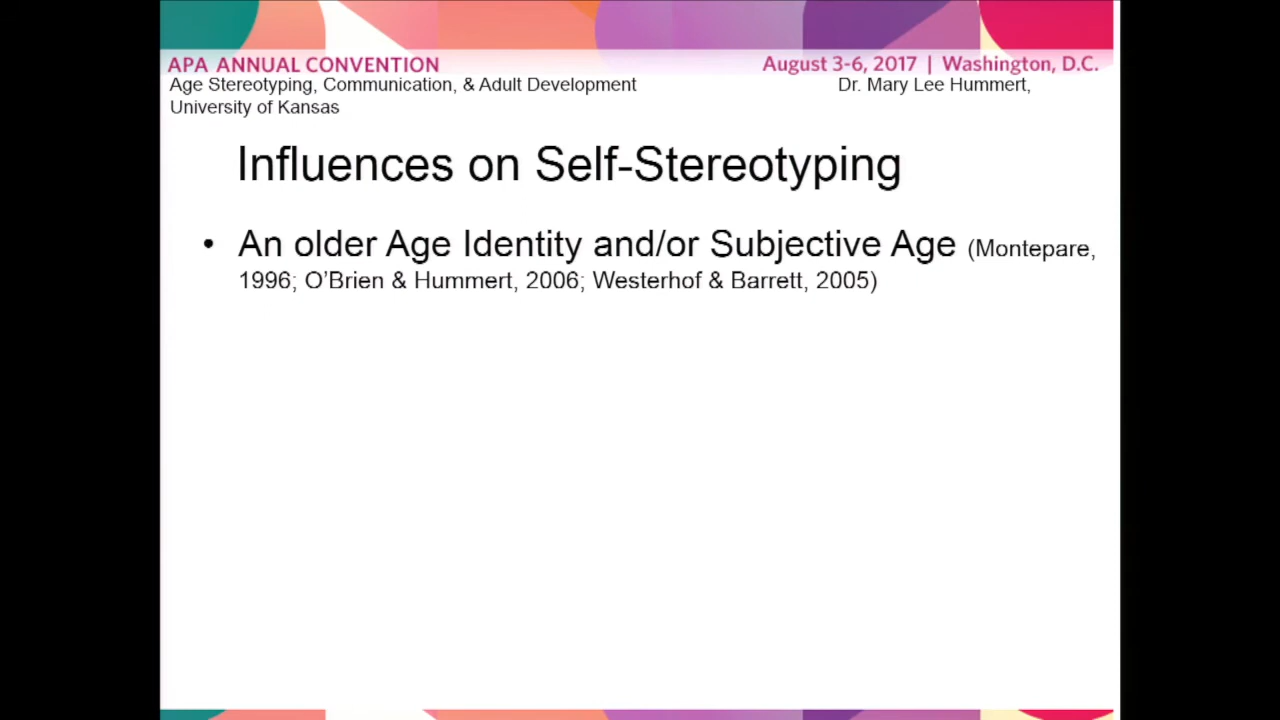 APA ANNUAL CONVENTION August 3-6, 2017 | Washington, D.C.
Age Stereotyping, Communication, & Adult Development Dr. Mary Lee Hummert,
University of Kansas
Influences on Self-Stereotyping
• An older Age Identity and/or Subjective Age (Montepare,
1996; O’Brien & Hummert, 2006; Westerhof & Barrett, 2005)